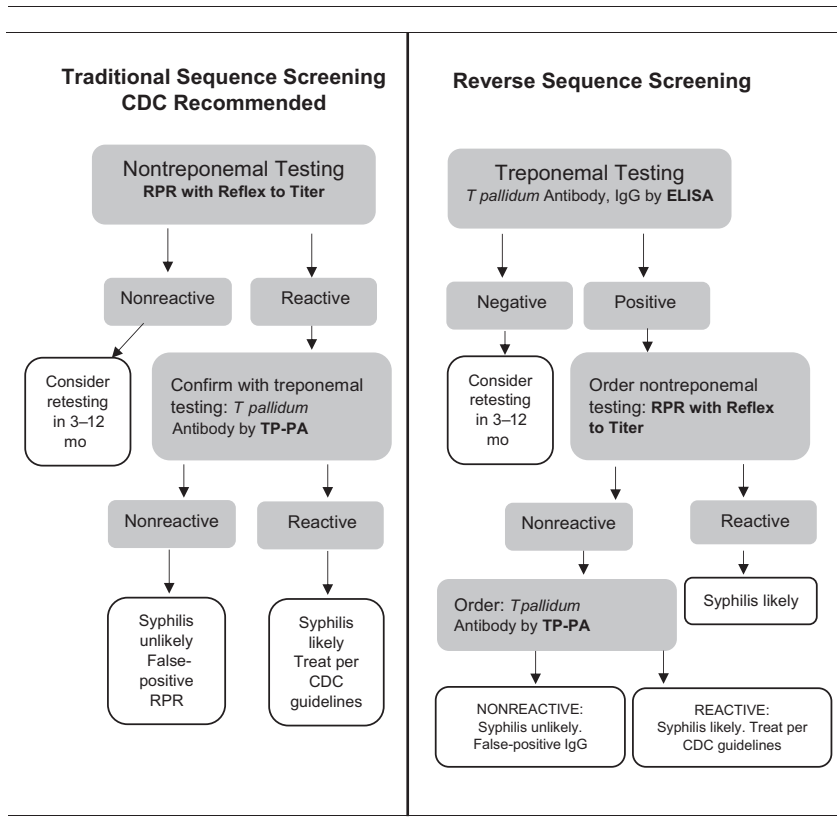 Traditional Sequence Screening
CDC Recommended
Nontreponemal Testing
RPR with Reflex to Titer
Nonreactive
Reactive
Consider
retesting
in 3–12
mo
Confirm with treponemal
testing: T pallidum
Antibody by TP-PA
Nonreactive
Reactive
Syphilis
unlikely
False-
positive
RPR
Syphilis
likely
Treat per
CDC
guidelines
Reverse Sequence Screening
Treponemal Testing
T pallidum Antibody, IgG by ELISA
Negative
Positive
Consider
retesting
in 3–12
mo
Order nontreponemal
testing: RPR with Reflex
to Titer
Nonreactive
Reactive
Order: Tpallidum
Antibody by TP-PA
Syphilis likely
NONREACTIVE:
Syphilis unlikely.
False-positive IgG
REACTIVE:
Syphilis likely. Treat per
CDC guidelines